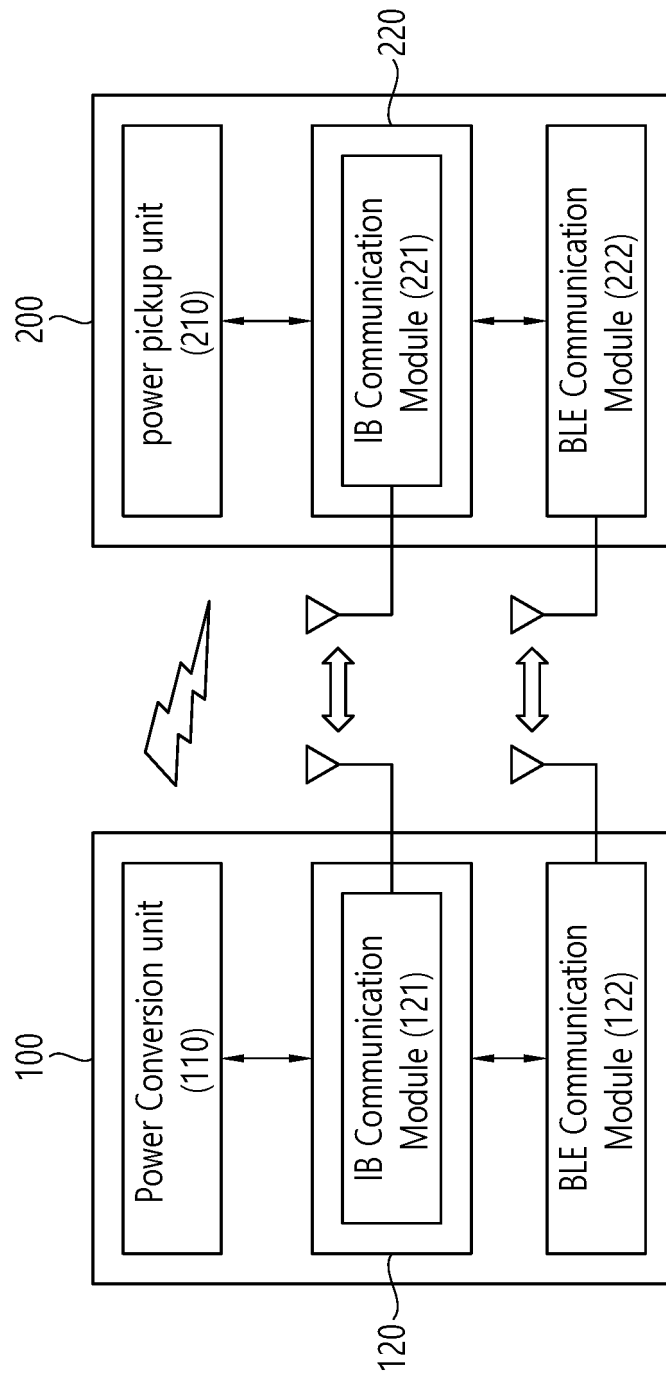 100
Power Conversion unit
(110)
IB Communication
Module (121)
120
BLE Communication
Module (122)
200
power pickup unit
(210)
220
IB Communication
Module (221)
BLE Communication
Module (222)